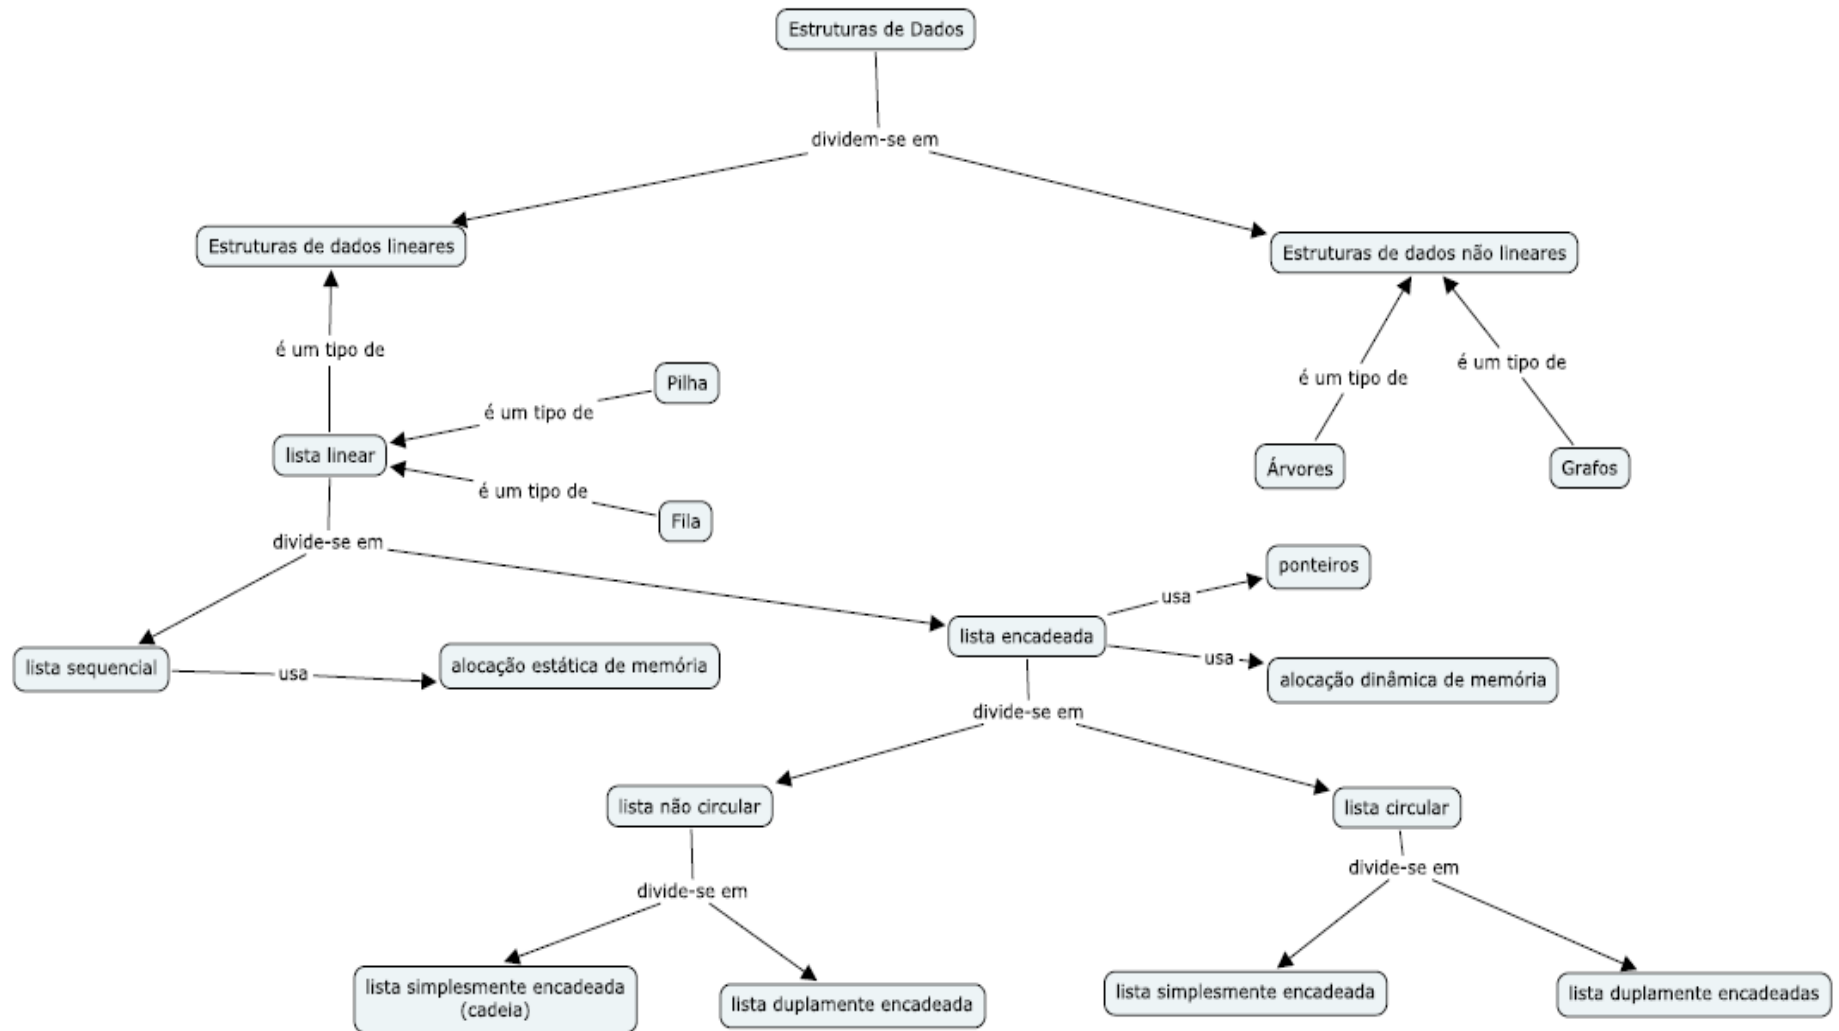 Estruturas de Dados
dividem-se em
Estruturas de dados lineares
Estruturas de dados não lineares
é um tipo de
é um tipo de
é um tipo de
Pilha
é um tipo de
lista linear
Árvores
Grafos
é um tipo de
Fila
divide-se em
ponteiros
usa
lista encadeada
lista sequencial
usa
alocação estática de memória
usa
alocação dinâmica de memória
divide-se em
lista não circular
lista circular
divide-se em
divide-se em
lista simplesmente encadeada
(cadeia)
lista duplamente encadeada
lista simplesmente encadeada
lista duplamente encadeadas